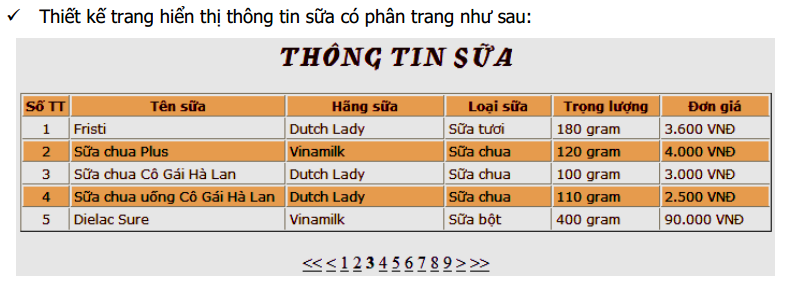 ✓ Thiết kế trang hiển thị thông tin sữa có phân trang như sau:
THÔNG TIN SỮA
Số TT Tên sữa Hãng sữa Loại sữa Trọng lượng Đơn giá
1 Fristi Dutch Lady Sữa tươi 180 gram 3.600 VNĐ
2 Sữa chua Plus Vinamilk Sữa chua 120 gram 4.000 VNĐ
3 Sữa chua Cô Gái Hà Lan Dutch Lady Sữa chua 100 gram 3.000 VNĐ
4 Sữa chua uống Cô Gái Hà Lan Dutch Lady Sữa chua 110 gram 2.500 VNĐ
5 Dielac Sure Vinamilk Sữa bột 400 gram 90.000 VNĐ
<< < 1 2 3 4 5 6 7 8 9 > >>